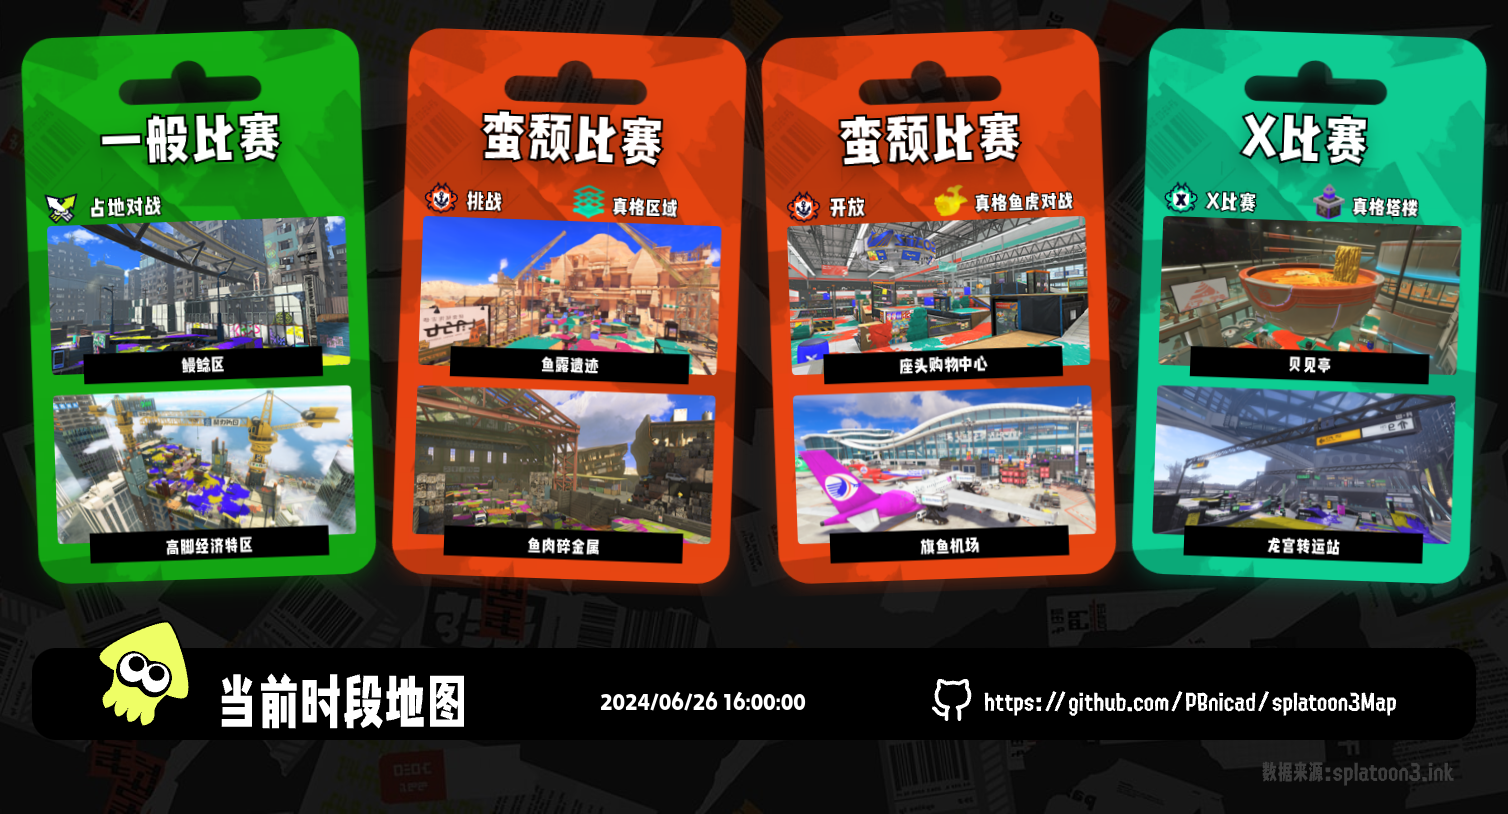 一般比赛
占地对战
鳗鲶区
高脚经济特区
蛮颓比赛
挑战
真格区域
鱼露遗迹
鱼肉碎金属
蛮颓比赛
开放
真格鱼虎对战
座头购物中心
旗鱼机场
X比赛
X比赛
真格塔楼
贝见亭
龙宫转运站
当前时段地图
2024/06/26 16:00:00
https://github.com/PBnicad/splatoon3Map
数据来源:splatoon3.ink